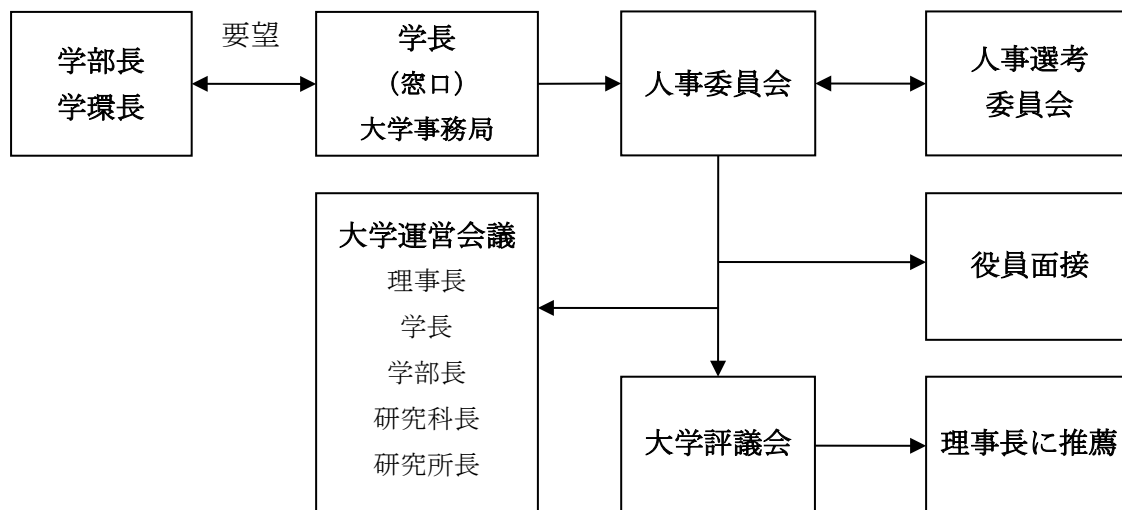 学部長
学環長
要望
学長
（窓口）
大学事務局
人事委員会
人事選考
委員会
大学運営会議
理事長
学長
学部長
研究科長
研究所長
役員面接
大学評議会
理事長に推薦